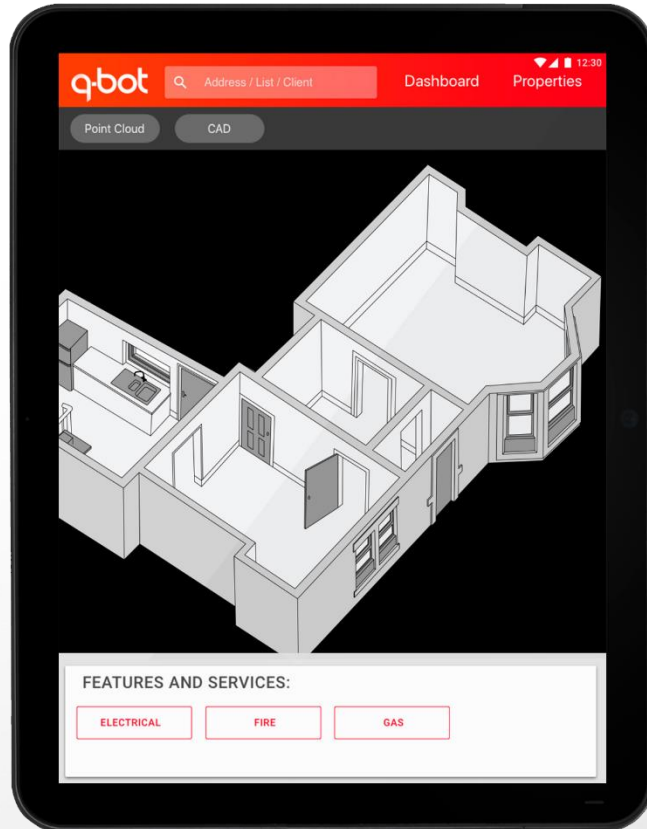 12:30
q-bot
Address / List / Client
Dashboard
Properties
Point Cloud
CAD
FEATURES AND SERVICES:
ELECTRICAL
FIRE
GAS